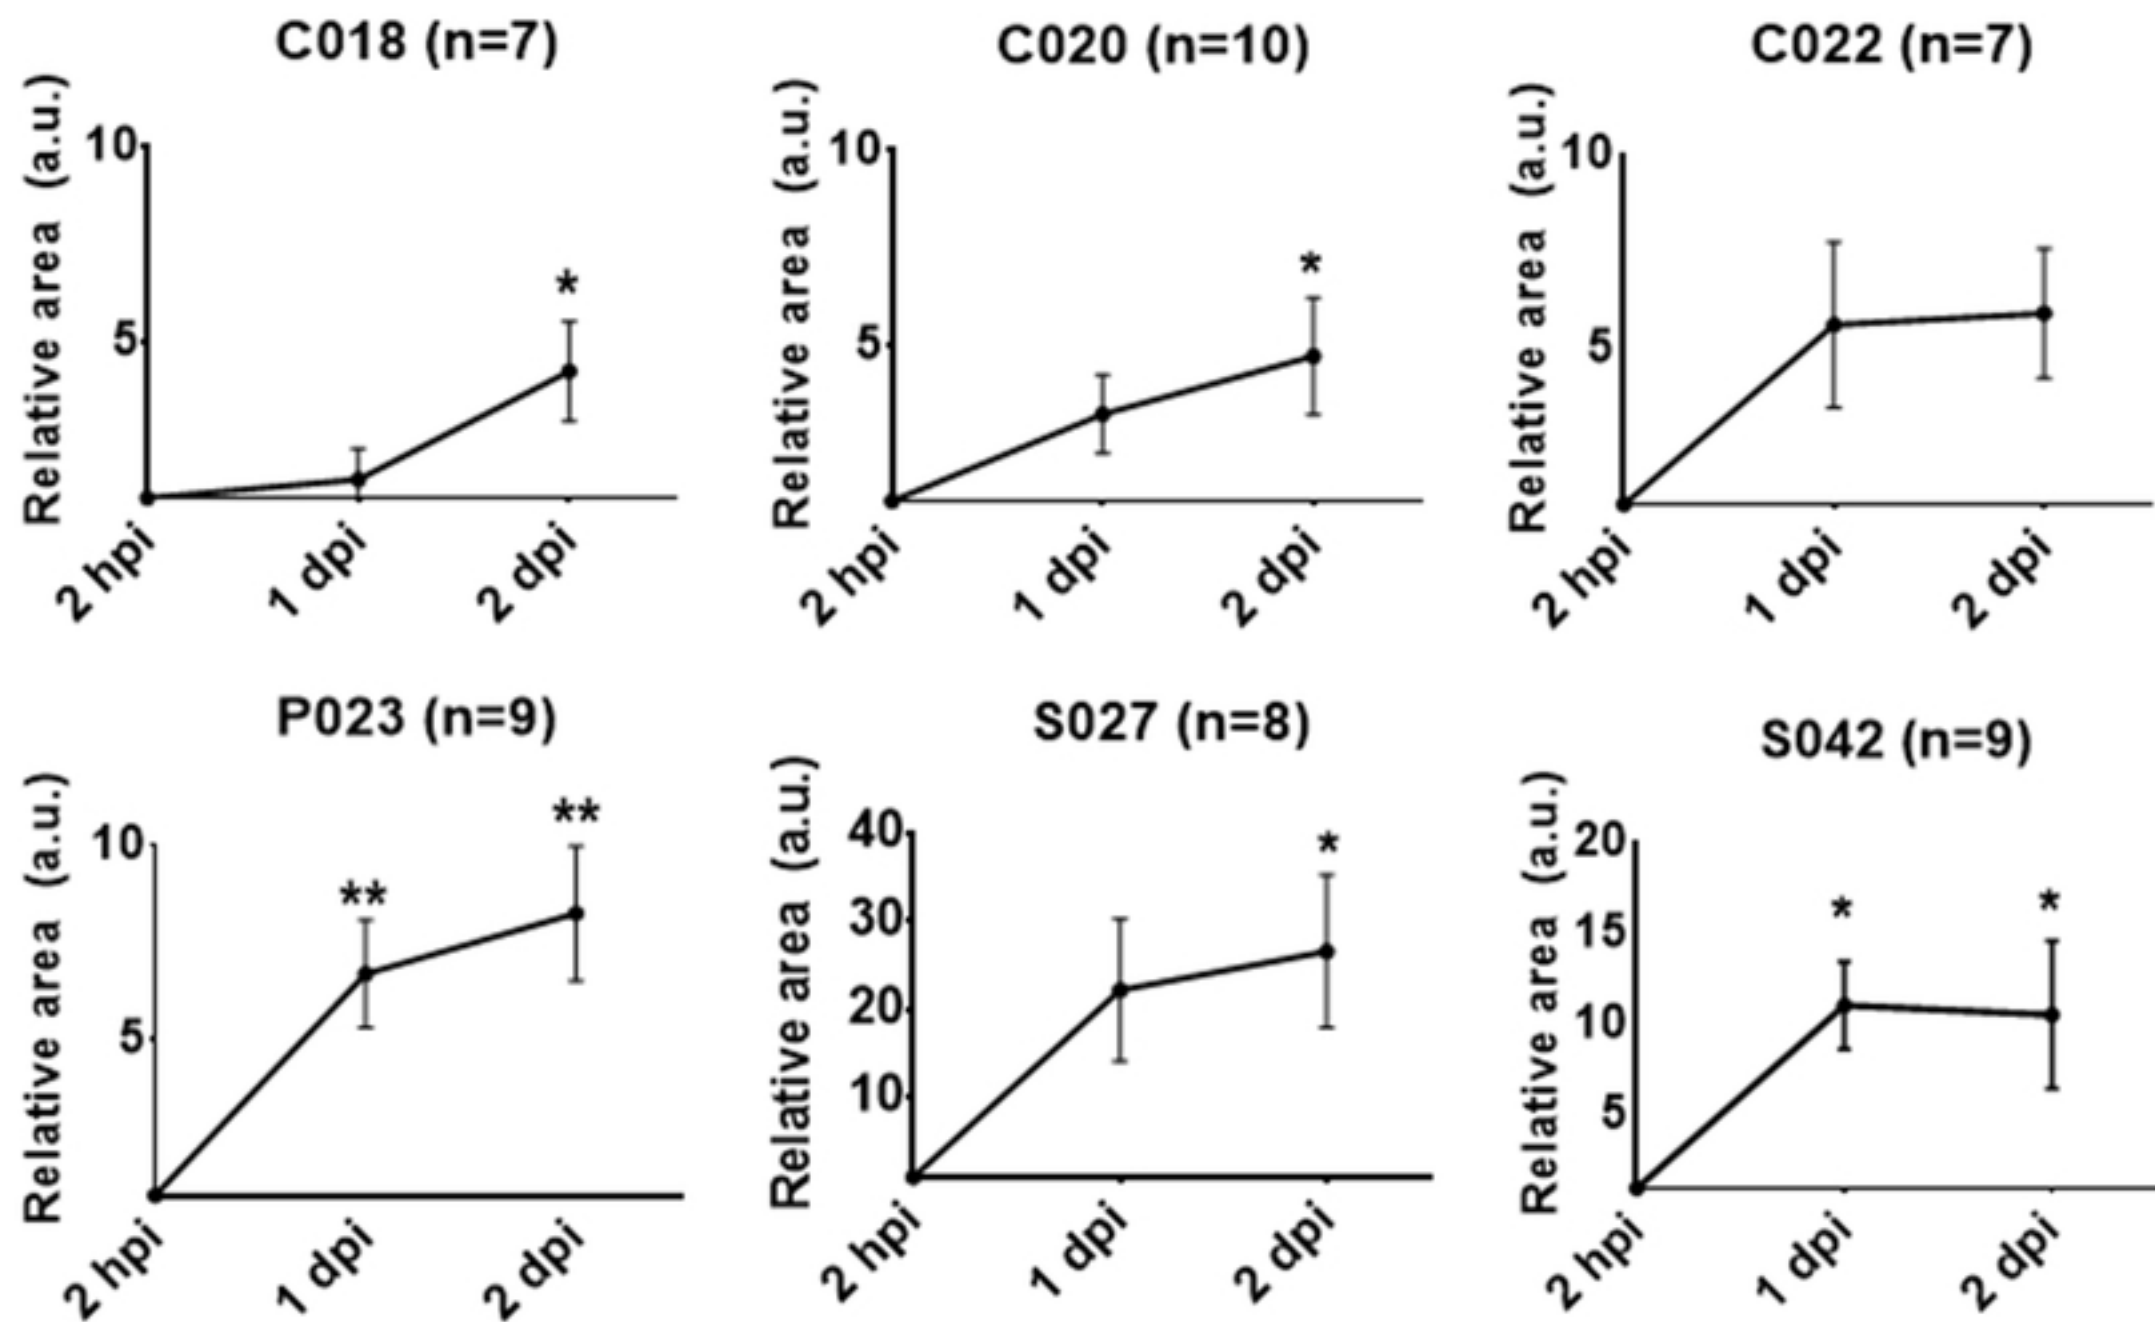 C018 (n=7)
Relative area (a.u.)
10
5
*
2 hpi
1 dpi
2 dpi
C020 (n=10)
Relative area (a.u.)
10
5
*
2 hpi
1 dpi
2 dpi
C022 (n=7)
Relative area (a.u.)
10
5
2 hpi
1 dpi
2 dpi
P023 (n=9)
Relative area (a.u.)
10
5
**
**
2 hpi
1 dpi
2 dpi
S027 (n=8)
Relative area (a.u.)
40
30
20
10
*
2 hpi
1 dpi
2 dpi
S042 (n=9)
Relative area (a.u.)
20
15
10
5
*
*
2 hpi
1 dpi
2 dpi